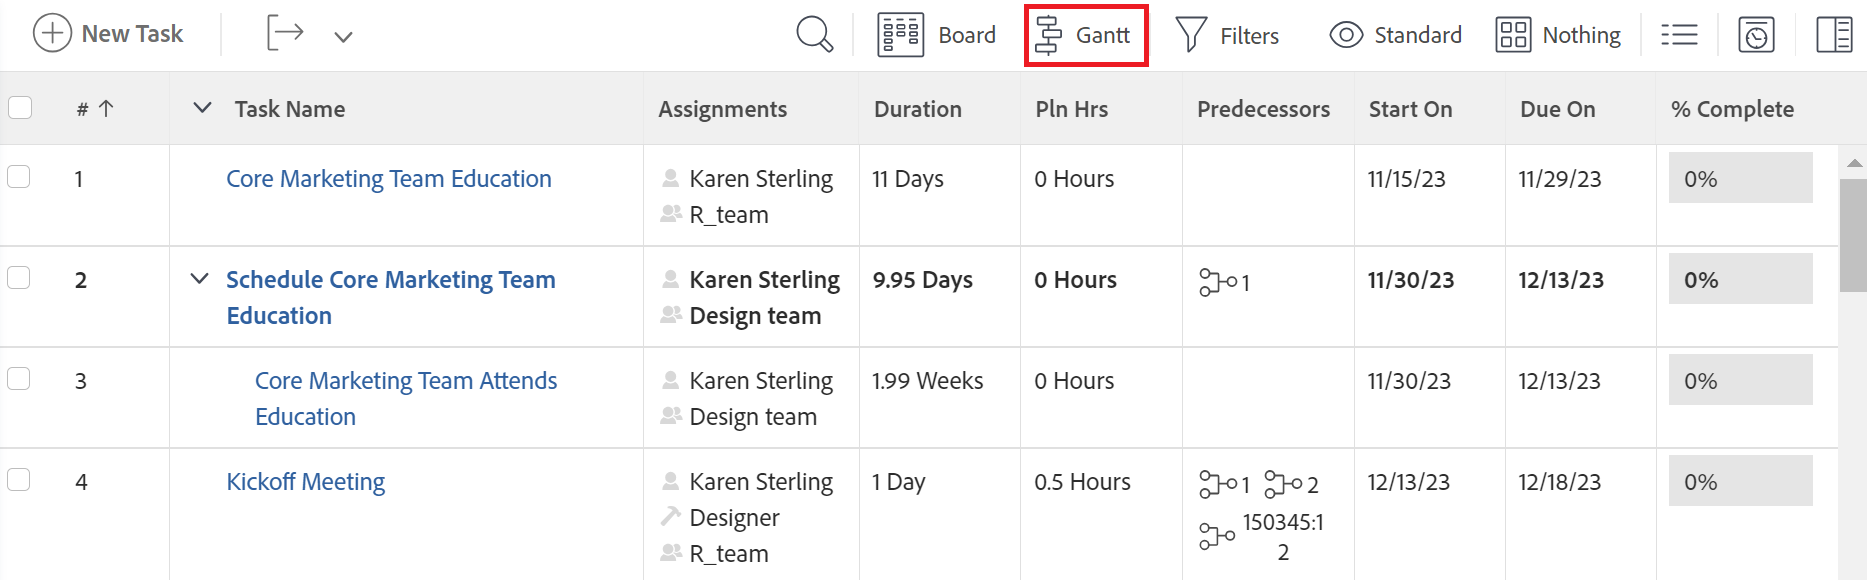 New Task Board Gantt Filters Standard Nothing
# Task Name Assignments Duration Pln Hrs Predecessors Start On Due On % Complete
1 Core Marketing Team Education Karen Sterling 11 Days 0 Hours 11/15/23 11/29/23 0%
R_team
2 Schedule Core Marketing Team Karen Sterling 9.95 Days 0 Hours 1 11/30/23 12/13/23 0%
Education Design team
3 Core Marketing Team Attends Karen Sterling 1.99 Weeks 0 Hours 11/30/23 12/13/23 0%
Education Design team
4 Kickoff Meeting Karen Sterling 1 Day 0.5 Hours 1 2 12/13/23 12/18/23 0%
Designer 150345:1
R_team 2